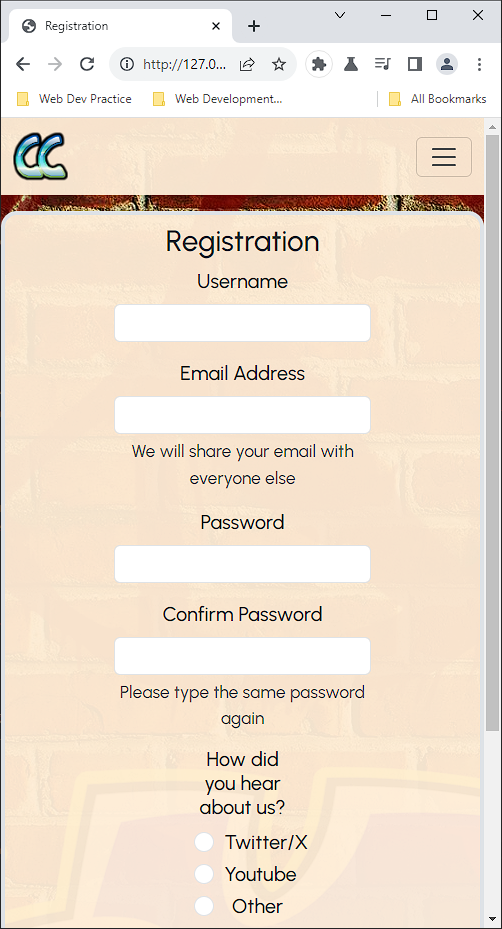 Registration
http://127.0...
Web Dev Practice
Web Development...
All Bookmarks
CC
Registration
Username
Email Address
We will share your email with
everyone else
Password
Confirm Password
Please type the same password
again
How did
you hear
about us?
Twitter/X
Youtube
Other